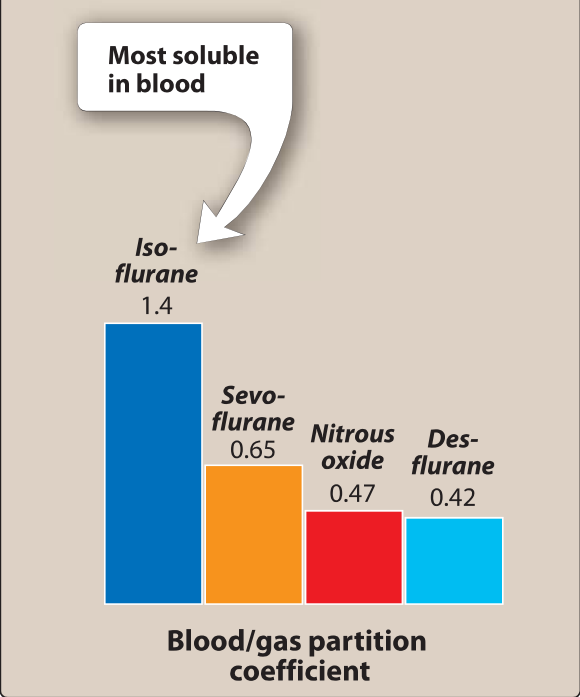 Most soluble
in blood
Iso-
flurane
1.4
Sevo-
flurane
0.65
Nitrous
oxide
0.47
Des-
flurane
0.42
Blood/gas partition
coefficient